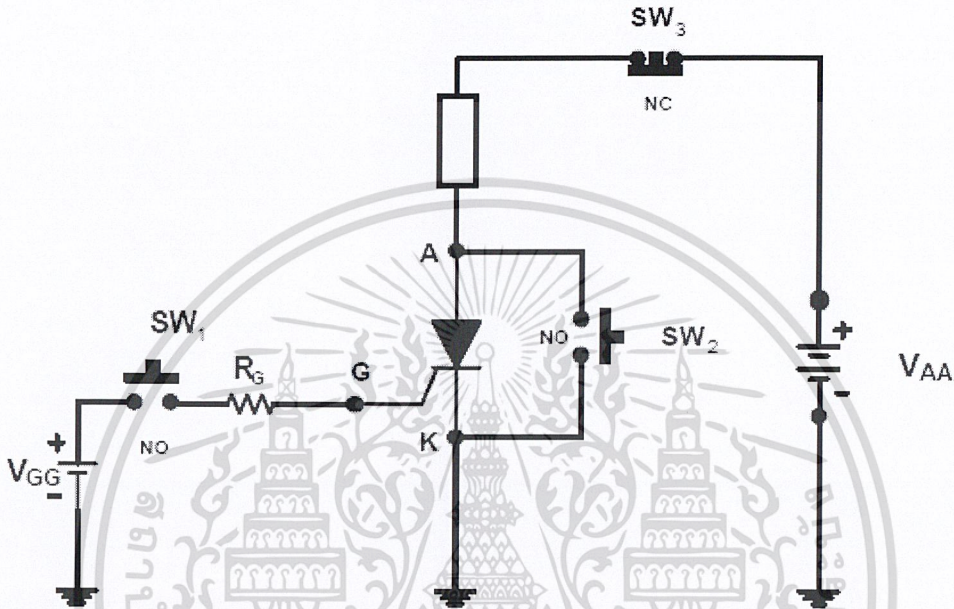 SW3
NC
A
SW1
NO
SW2
RG
G
+
VAA
-
+
NO
K
VGG
-